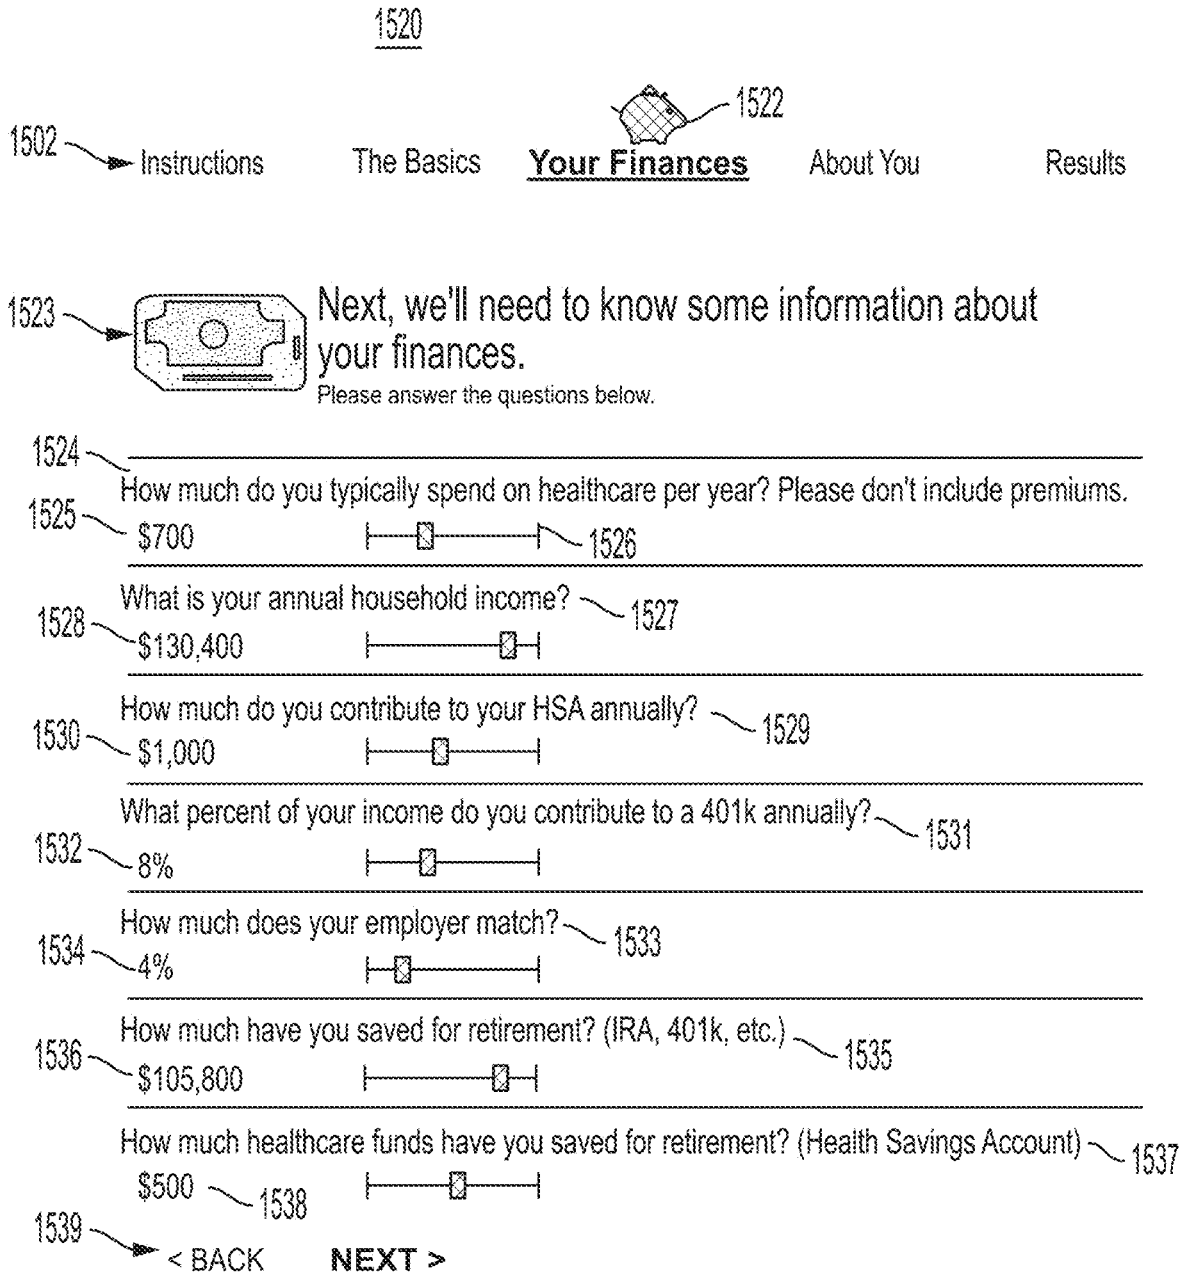 1520
1522
1502
Instructions The Basics Your Finances About You Results
1523
Next, we'll need to know some information about
your finances.
Please answer the questions below.
1524
How much do you typically spend on healthcare per year? Please don't include premiums.
1525 $700 1526
What is your annual household income? 1527
1528 $130,400
How much do you contribute to your HSA annually? 1529
1530 $1,000
What percent of your income do you contribute to a 401k annually? 1531
1532 8%
How much does your employer match? 1533
1534 4%
How much have you saved for retirement? (IRA, 401k, etc.) 1535
1536 $105,800
How much healthcare funds have you saved for retirement? (Health Savings Account) 1537
$500 1538
1539 < BACK NEXT >